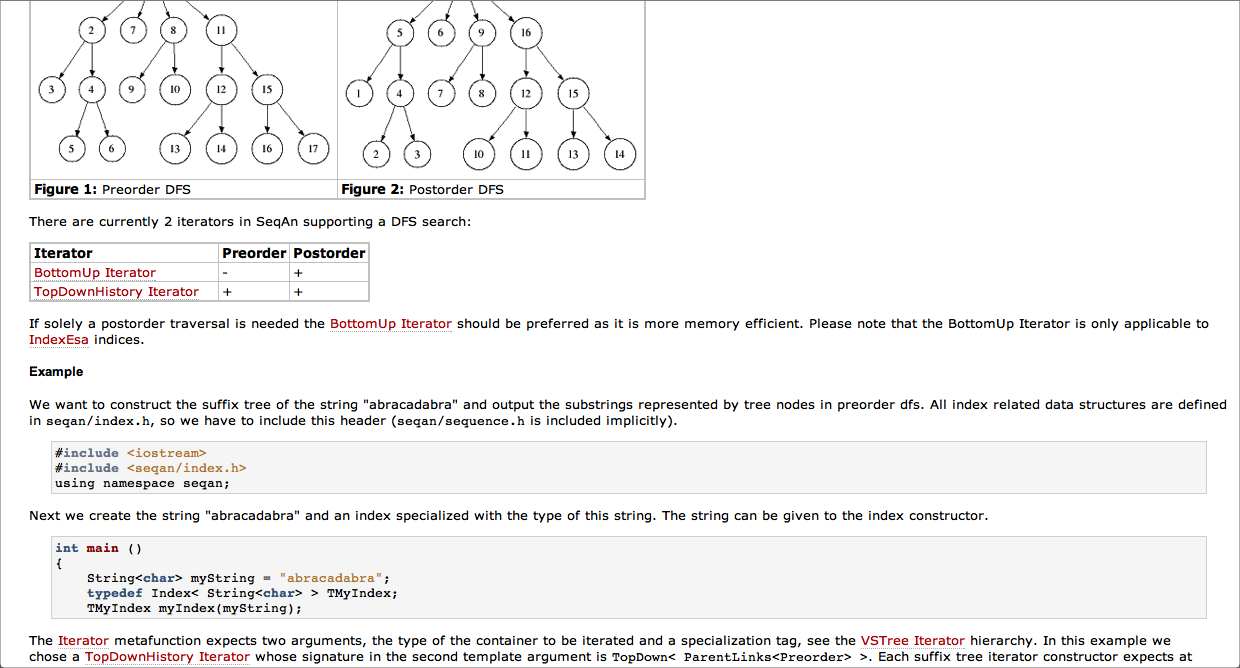 2 7 8 11
3 4 9 10 12 15
5 6 13 14 16 17
5 6 9 16
1 4 7 8 12 15
2 3 10 11 13 14
Figure 1: Preorder DFS
Figure 2: Postorder DFS
There are currently 2 iterators in SeqAn supporting a DFS search:
Iterator Preorder Postorder
BottomUp Iterator - +
TopDownHistory Iterator + +
If solely a postorder traversal is needed the BottomUp Iterator should be preferred as it is more memory efficient. Please note that the BottomUp Iterator is only applicable to
IndexEsa indices.
Example
We want to construct the suffix tree of the string "abracadabra" and output the substrings represented by tree nodes in preorder dfs. All index related data structures are defined
in seqan/index.h, so we have to include this header (seqan/sequence.h is included implicitly).
#include <iostream>
#include <seqan/index.h>
using namespace seqan;
Next we create the string "abracadabra" and an index specialized with the type of this string. The string can be given to the index constructor.
int main ()
{
String<char> myString = "abracadabra";
typedef Index< String<char> > TMyIndex;
TMyIndex myIndex(myString);
The Iterator metafunction expects two arguments, the type of the container to be iterated and a specialization tag, see the VSTree Iterator hierarchy. In this example we
chose a TopDownHistory Iterator whose signature in the second template argument is TopDown< ParentLinks<Preorder> >. Each suffix tree iterator constructor expects at